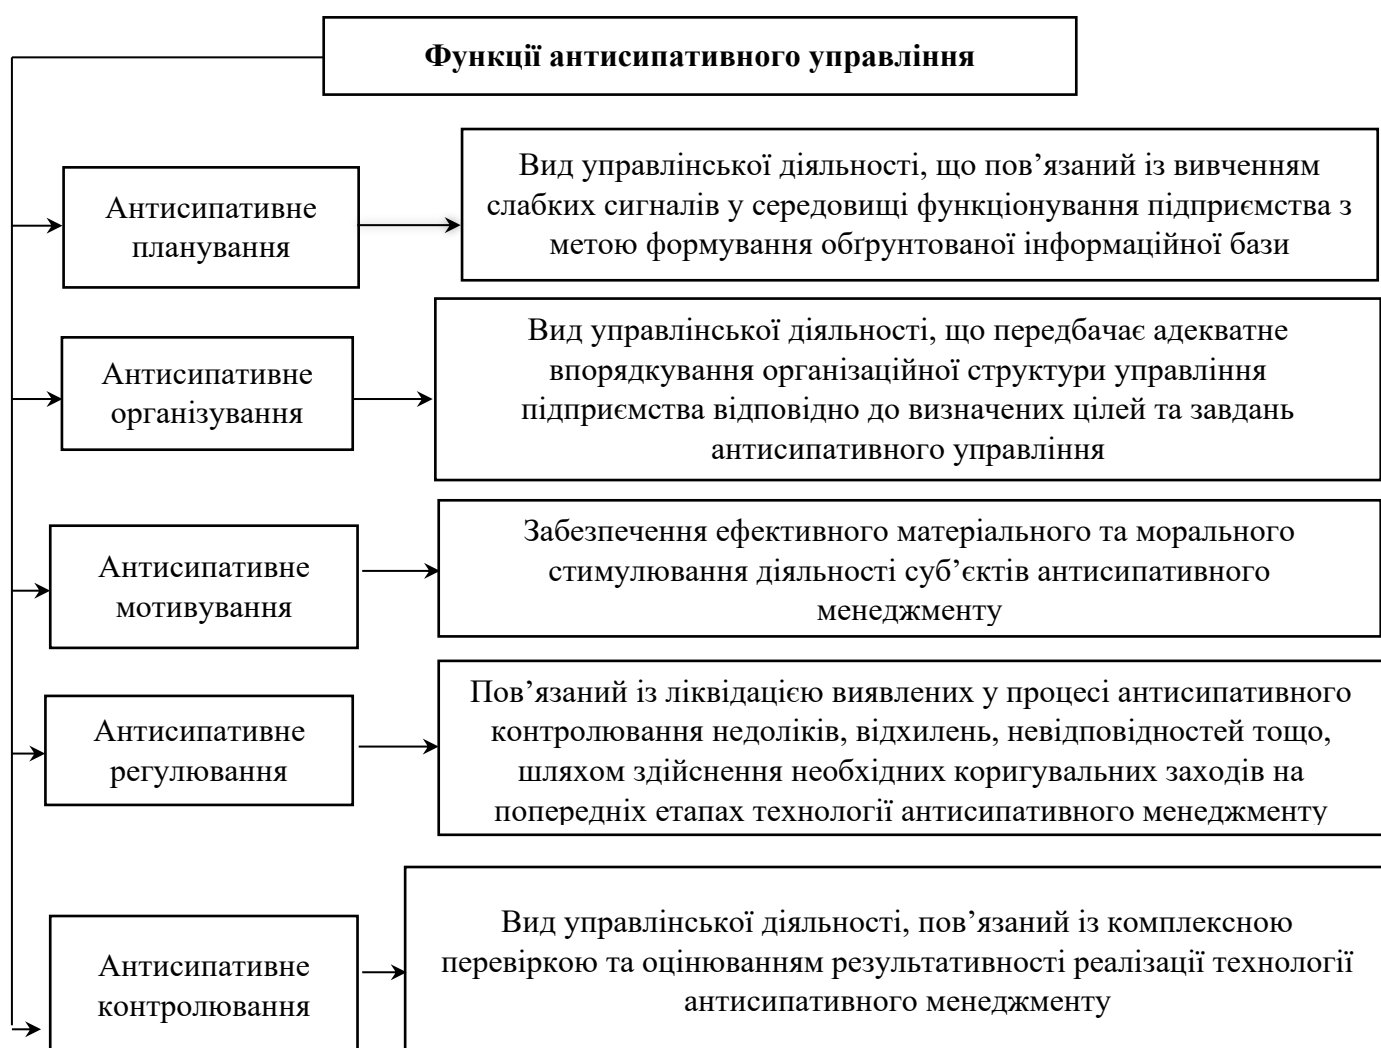 Функції антисипативного управління
Антисипативне
планування
Вид управлінської діяльності, що пов’язаний із вивченням
слабких сигналів у середовищі функціонування підприємства з
метою формування обґрунтованої інформаційної бази
Антисипативне
організування
Вид управлінської діяльності, що передбачає адекватне
впорядкування організаційної структури управління
підприємства відповідно до визначених цілей та завдань
антисипативного управління
Антисипативне
мотивування
Забезпечення ефективного матеріального та морального
стимулювання діяльності суб’єктів антисипативного
менеджменту
Антисипативне
регулювання
Пов’язаний із ліквідацією виявлених у процесі антисипативного
контролювання недоліків, відхилень, невідповідностей тощо,
шляхом здійснення необхідних коригувальних заходів на
попередніх етапах технології антисипативного менеджменту
Антисипативне
контролювання
Вид управлінської діяльності, пов’язаний із комплексною
перевіркою та оцінюванням результативності реалізації технології
антисипативного менеджменту